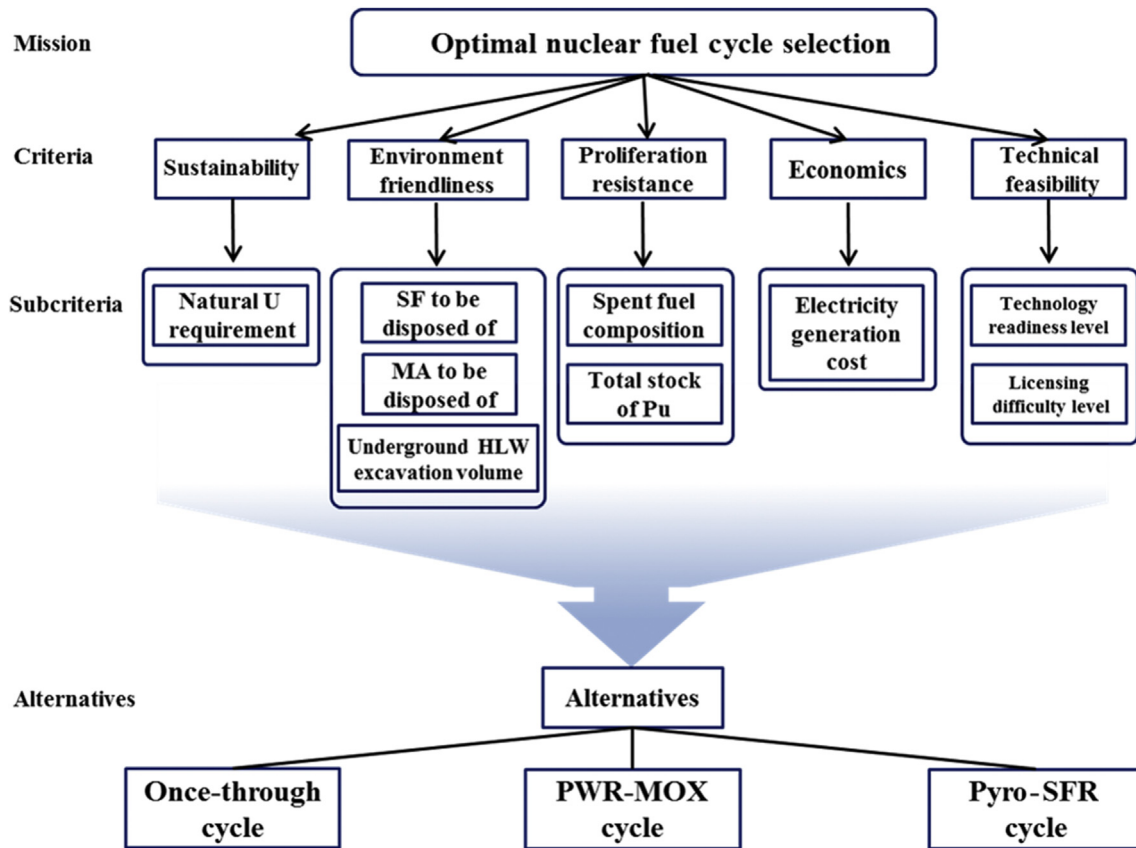 Mission
Optimal nuclear fuel cycle selection
Criteria
Sustainability
Environment
friendliness
Proliferation
resistance
Economics
Technical
feasibility
Subcriteria
Natural U
requirement
SF to be
disposed of
MA to be
disposed of
Underground HLW
excavation volume
Spent fuel
composition
Total stock
of Pu
Electricity
generation
cost
Technology
readiness level
Licensing
difficulty level
Alternatives
Alternatives
Once-through
cycle
PWR-MOX
cycle
Pyro-SFR
cycle